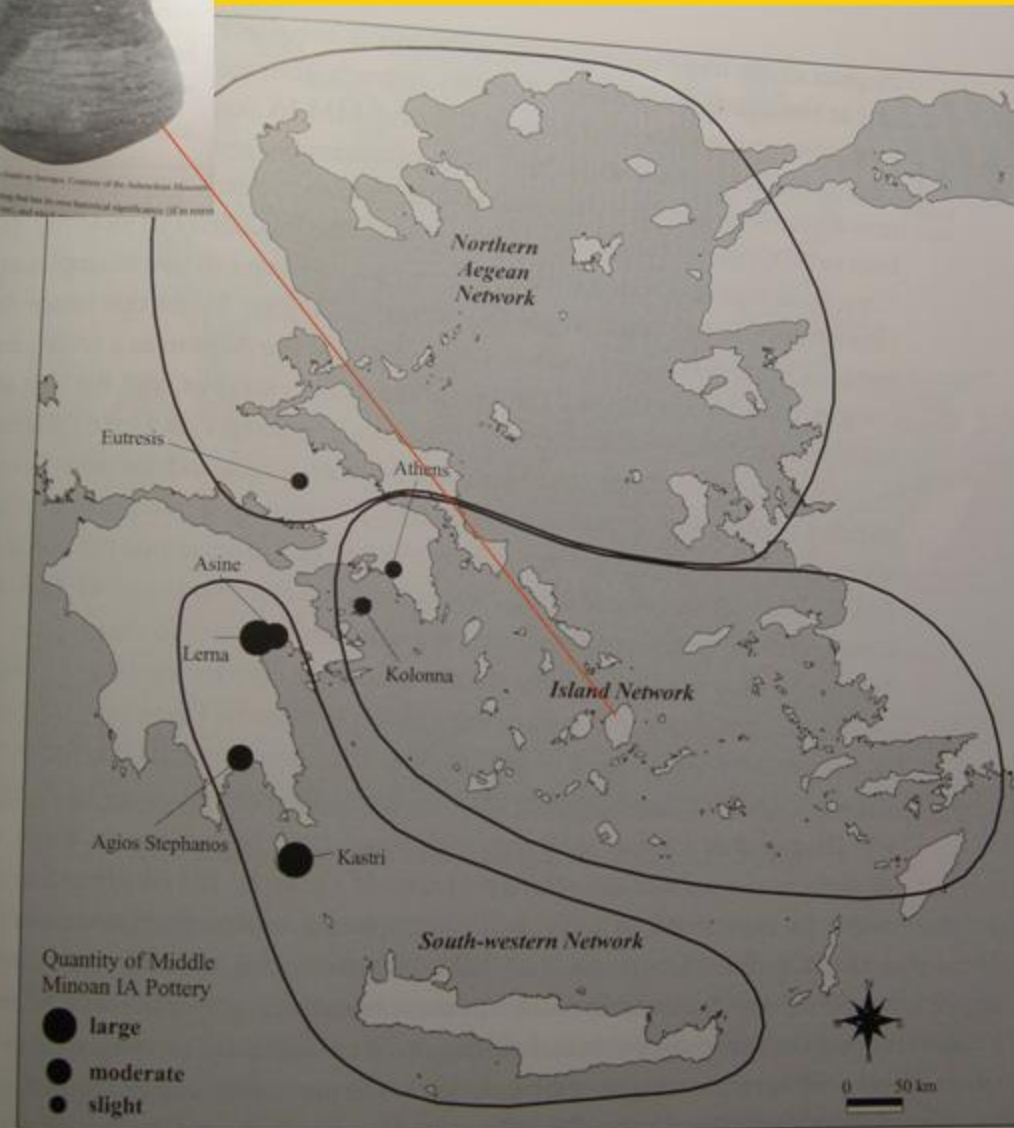 Northern
Aegean
Network
Eutresis
Athens
Asine
Lerna
Kolonna
Island Network
Agios Stephanos
Kastri
South-western Network
Quantity of Middle
Minoan IA Pottery
large
moderate
slight
0 50 km